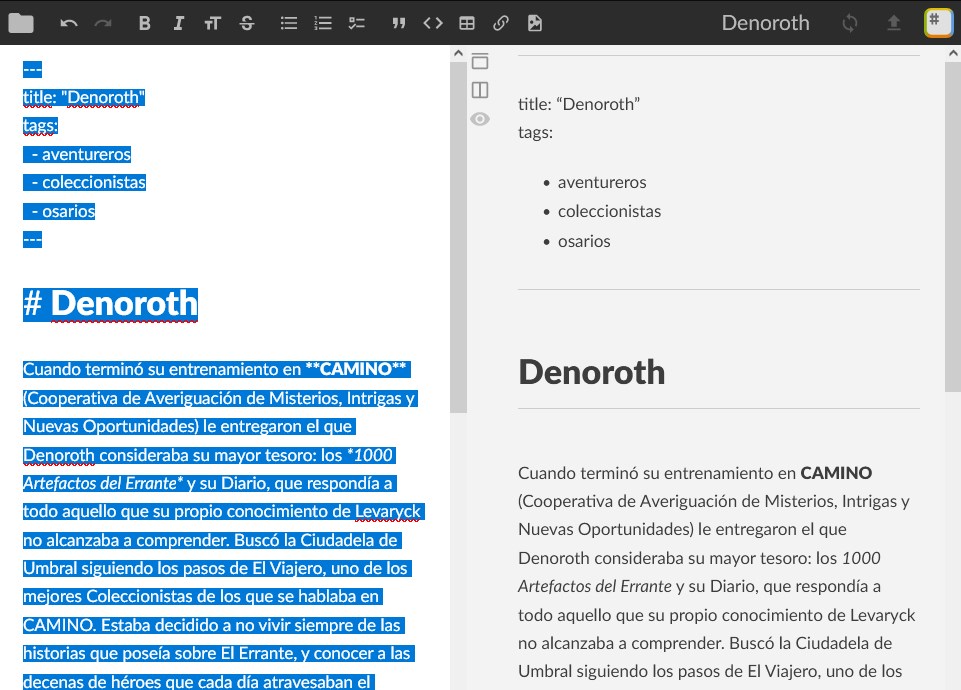 Denoroth
---
title: "Denoroth"
tags:
- aventureros
- coleccionistas
- osarios
---
# Denoroth
Cuando terminó su entrenamiento en **CAMINO**
(Cooperativa de Averiguación de Misterios, Intrigas y
Nuevas Oportunidades) le entregaron el que
Denoroth consideraba su mayor tesoro: los *1000
Artefactos del Errante* y su Diario, que respondía a
todo aquello que su propio conocimiento de Levaryck
no alcanzaba a comprender. Buscó la Ciudadela de
Umbral siguiendo los pasos de El Viajero, uno de los
mejores Coleccionistas de los que se hablaba en
CAMINO. Estaba decidido a no vivir siempre de las
historias que poseía sobre El Errante, y conocer a las
decenas de héroes que cada día atravesaban el
title: “Denoroth”
tags:
• aventureros
• coleccionistas
• osarios
Denoroth
Cuando terminó su entrenamiento en CAMINO
(Cooperativa de Averiguación de Misterios, Intrigas y
Nuevas Oportunidades) le entregaron el que
Denoroth consideraba su mayor tesoro: los 1000
Artefactos del Errante y su Diario, que respondía a
todo aquello que su propio conocimiento de Levaryck
no alcanzaba a comprender. Buscó la Ciudadela de
Umbral siguiendo los pasos de El Viajero, uno de los